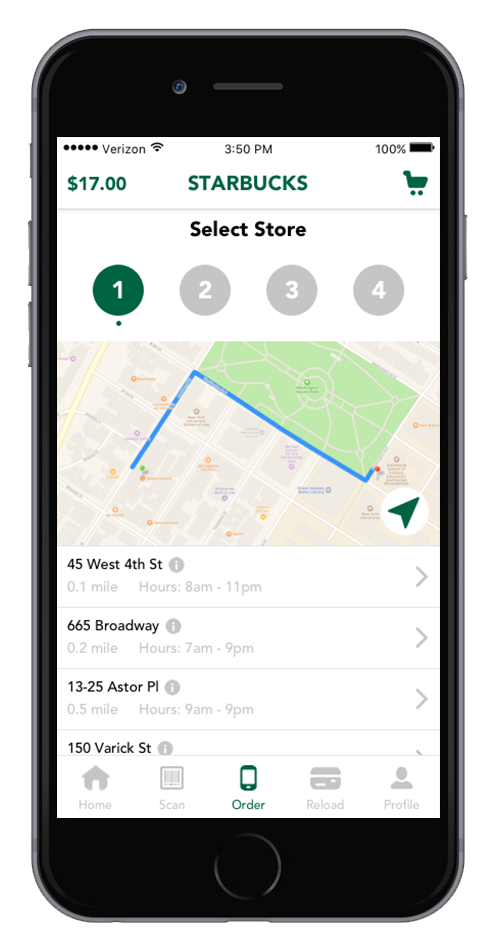 Verizon 3:50 PM 100%
$17.00 STARBUCKS
Select Store
1 2 3 4
45 West 4th St
0.1 mile Hours: 8am - 11pm
665 Broadway
0.2 mile Hours: 7am - 9pm
13-25 Astor Pl
0.5 mile Hours: 9am - 9pm
150 Varick St
Home Scan Order Reload Profile